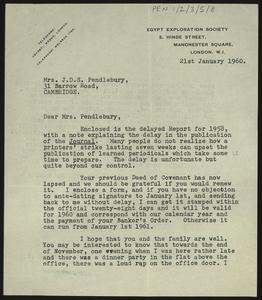 PEN 1/2/3/5/8
EGYPT EXPLORATION SOCIETY
2, HINDE STREET,
MANCHESTER SQUARE,
LONDON, W.1.
21st January 1960.
Mrs. J.D.S. Pendlebury,
31 Barrow Road,
CAMBRIDGE.
Dear Mrs. Pendlebury,
Enclosed is the delayed Report for 1958,
with a note explaining the delay in the publication of
the Journal. Many people do not realize how a
printers' strike lasting seven weeks can upset the
publication of learned periodicals which take some
time to prepare. The delay is unfortunate but
quite beyond our control.
Your previous Deed of Covenant has now
lapsed and we should be grateful if you would renew
it. I enclose a form, and if you have no objection
to ante-dating signature to January 1st, and sending
back to me without delay, I can get it stamped within
the official twenty-eight days and it will be valid
for 1960 and correspond with our calendar year and
the payment of your Banker's Order. Otherwise it
can run from January 1st 1961.
I hope that you and the family are well.
You may be interested to know that towards the end
of November, one evening when I was here rather late
and there was a dinner party in the flat above the
office, there was a loud rap on the office door. I